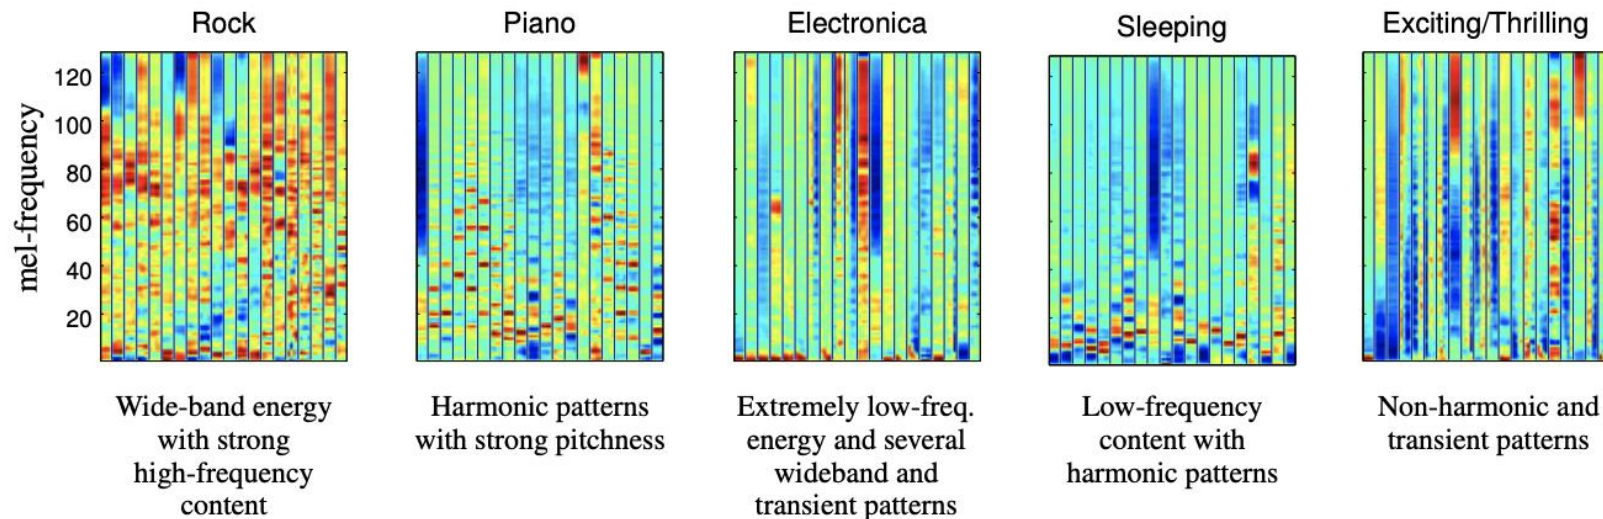 Rock
Piano
Electronica
Sleeping
Exciting/Thrilling
mel-frequency
120
100
80
60
40
20
Wide-band energy
with strong
high-frequency
content
Harmonic patterns
with strong pitchness
Extremely low-freq.
energy and several
wideband and
transient patterns
Low-frequency
content with
harmonic patterns
Non-harmonic and
transient patterns